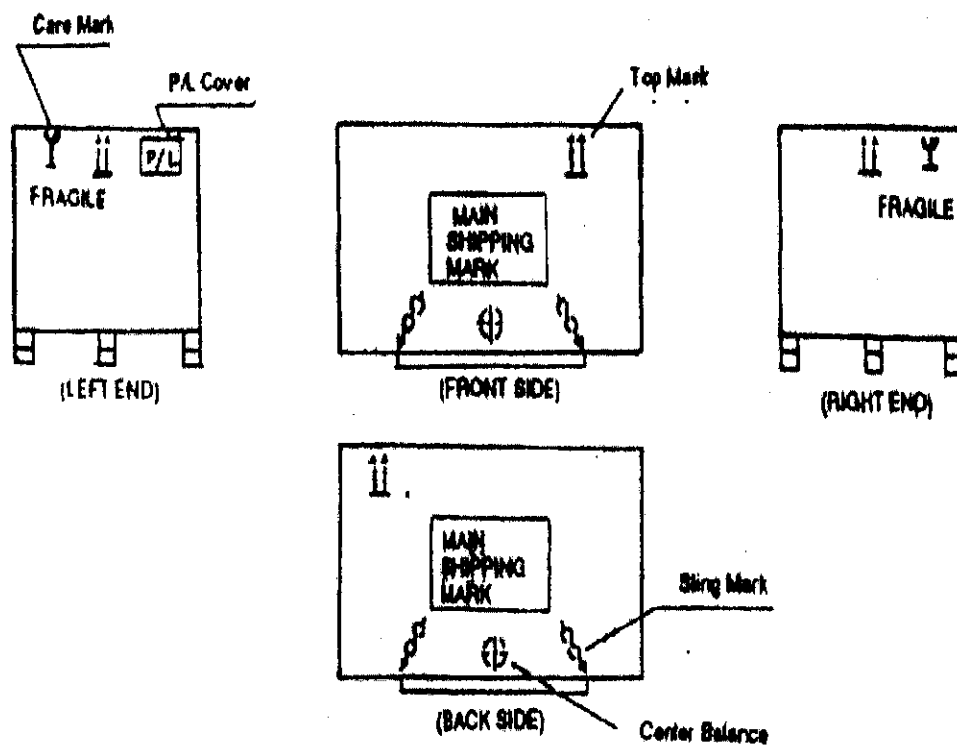 Care Mark
P/L Cover
Top Mask
P/L
FRAGILE
MAIN
SHIPPING
MARK
FRAGILE
(LEFT END)
(FRONT SIDE)
(RIGHT END)
MAIN
SHIPPING
MARK
Sling Mark
(BACK SIDE)
Center Balance